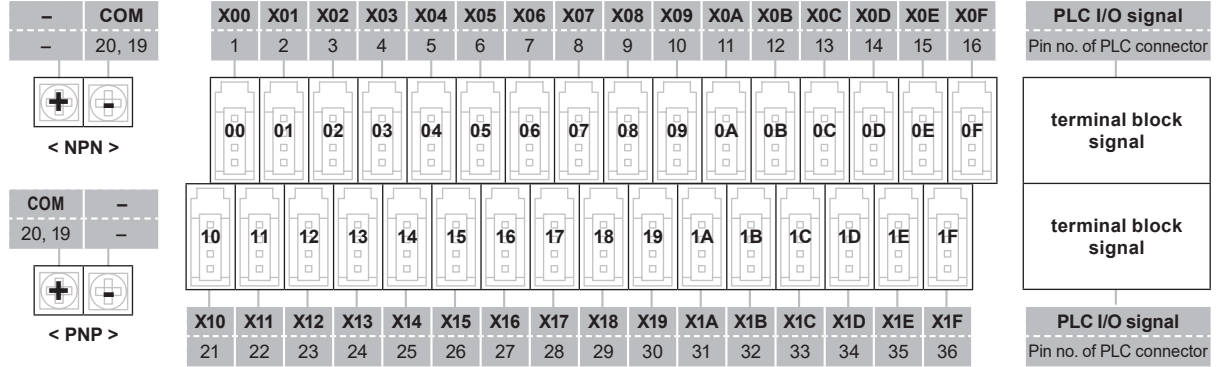 – COM X00 X01 X02 X03 X04 X05 X06 X07 X08 X09 X0A X0B X0C X0D X0E X0F PLC I/O signal
– 20, 19 1 2 3 4 5 6 7 8 9 10 11 12 13 14 15 16 Pin no. of PLC connector
+ -
< NPN >
00 01 02 03 04 05 06 07 08 09 0A 0B 0C 0D 0E 0F
terminal block
signal
COM –
20, 19 –
+ -
< PNP >
10 11 12 13 14 15 16 17 18 19 1A 1B 1C 1D 1E 1F
terminal block
signal
X10 X11 X12 X13 X14 X15 X16 X17 X18 X19 X1A X1B X1C X1D X1E X1F PLC I/O signal
21 22 23 24 25 26 27 28 29 30 31 32 33 34 35 36 Pin no. of PLC connector